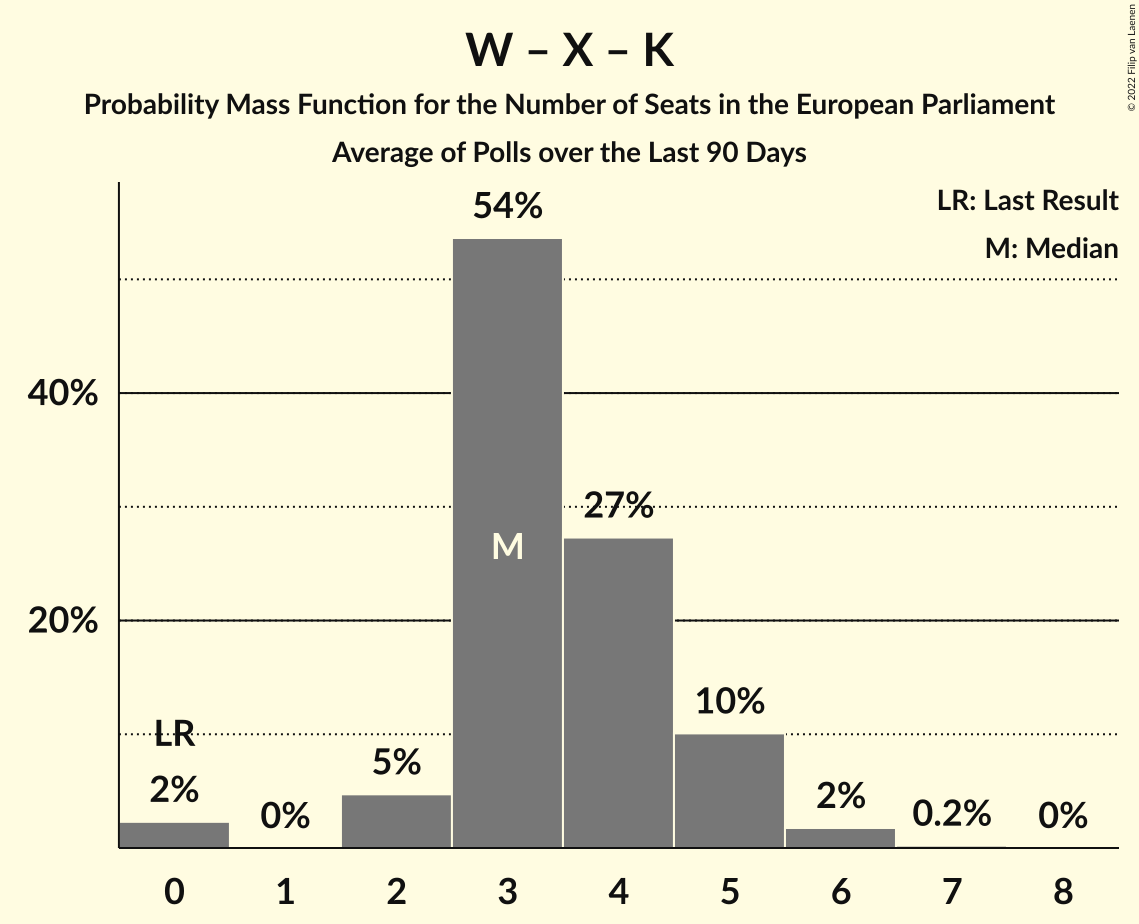 W – X – K
Probability Mass Function for the Number of Seats in the European Parliament
Average of Polls over the Last 90 Days
© 2022 Filip van Laenen
LR: Last Result
M: Median
54%
40%
27%
M
20%
10%
LR
5%
2%
0%
2%
0.2%
0%
0 1 2 3 4 5 6 7 8